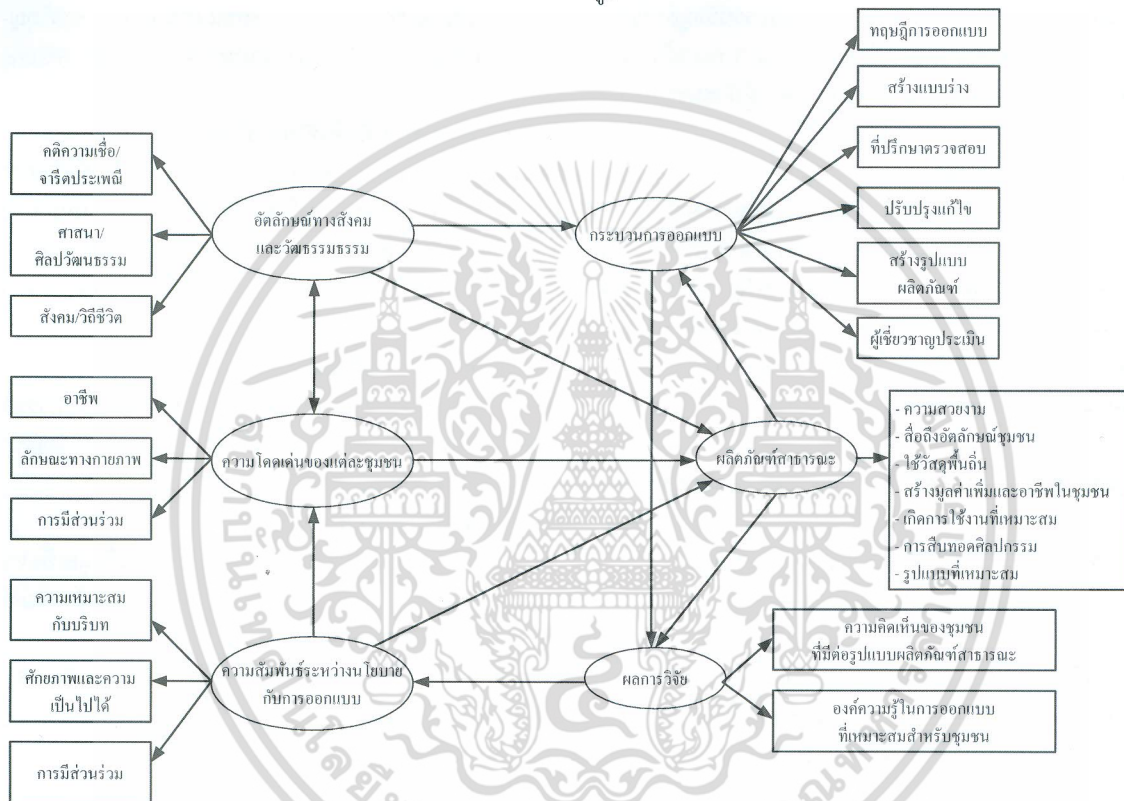 ทฤษฎีการออกแบบ
สร้างแบบร่าง
ที่ปรึกษาตรวจสอบ
ปรับปรุงแก้ไข
สร้างรูปแบบ
ผลิตภัณฑ์
ผู้เชี่ยวชาญประเมิน
คติความเชื่อ/
จารีตประเพณี
ศาสนา/
ศิลปวัฒนธรรม
สังคม/วิถีชีวิต
อัตลักษณ์ทางสังคม
และวัฒธรรมธรรม
กระบวนการออกแบบ
อาชีพ
ลักษณะทางกายภาพ
การมีส่วนร่วม
ความโดดเด่นของแต่ละชุมชน
ผลิตภัณฑ์สาธารณะ
- ความสวยงาม
- สื่อถึงอัตลักษณ์ชุมชน
- ใช้วัสดุพื้นถิ่น
- สร้างมูลค่าเพิ่มและอาชีพในชุมชน
- เกิดการใช้งานที่เหมาะสม
- การสืบทอดศิลปกรรม
- รูปแบบที่เหมาะสม
ความเหมาะสม
กับบริบท
ศักยภาพและความ
เป็นไปได้
การมีส่วนร่วม
ความสัมพันธ์ระหว่างนโยบาย
กับการออกแบบ
ผลการวิจัย
ความคิดเห็นของชุมชน
ที่มีต่อรูปแบบผลิตภัณฑ์สาธารณะ
องค์ความรู้ในการออกแบบ
ที่เหมาะสมสำหรับชุมชน